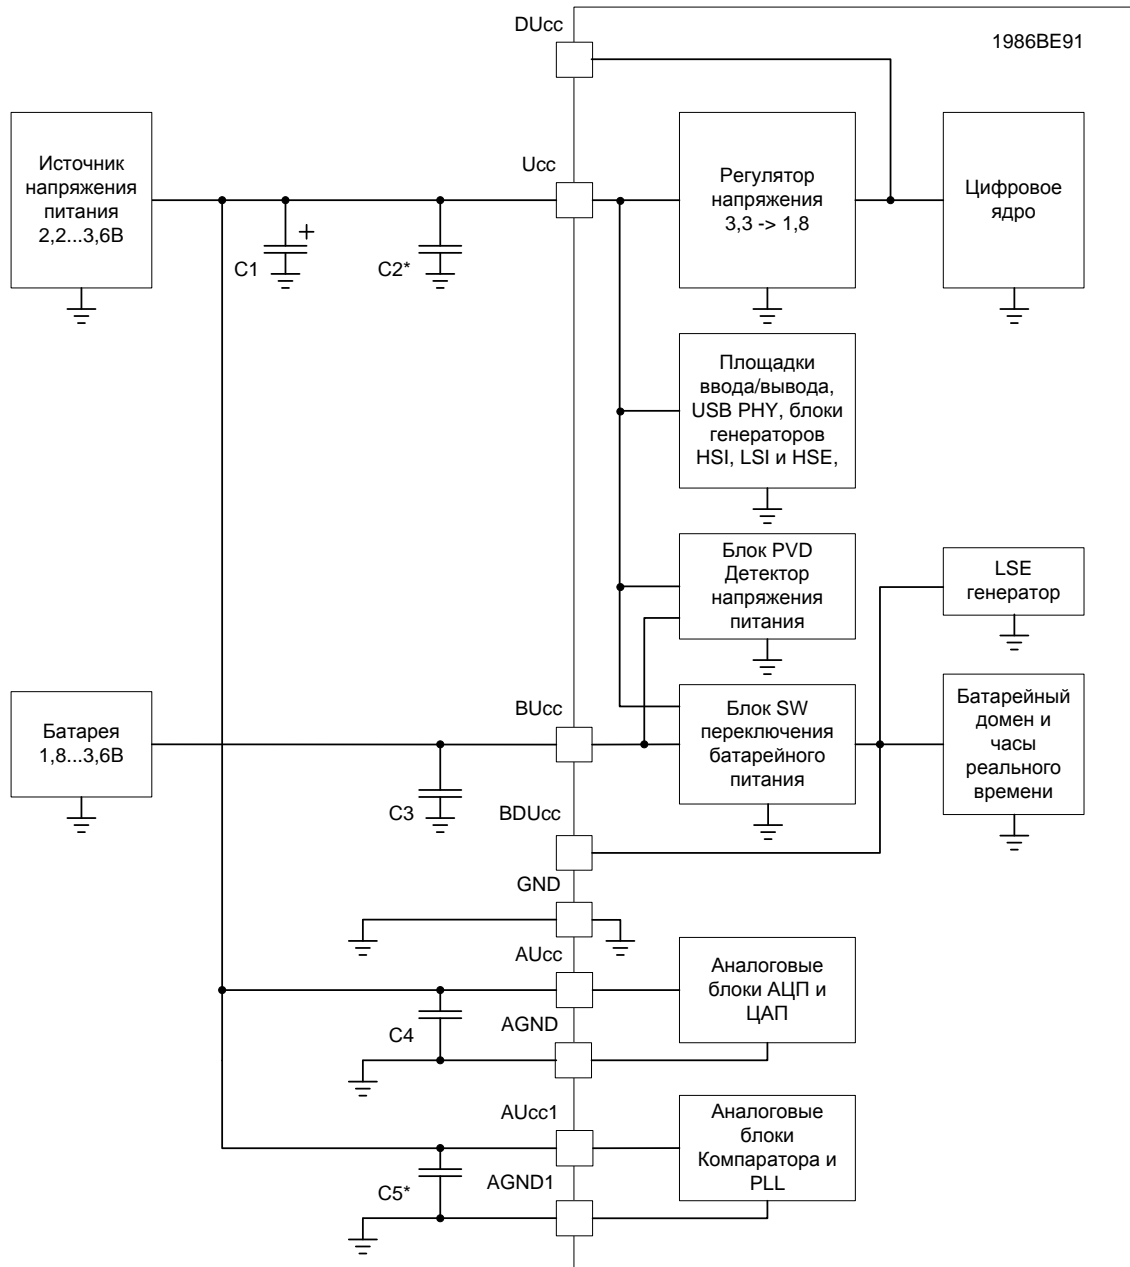 DUcc
1986ВЕ91
Источник
напряжения
питания
2,2...3,6В
Ucc
Регулятор
напряжения
3,3 -> 1,8
Цифровое
ядро
+
C1
C2*
Площадки
ввода/вывода,
USB PHY, блоки
генераторов
HSI, LSI и HSE,
Блок PVD
Детектор
напряжения
питания
LSE
генератор
Батарея
1,8...3,6В
BUcc
Блок SW
переключения
батарейного
питания
Батарейный
домен и
часы
реального
времени
C3
BDUcc
GND
AUcc
Аналоговые
блоки АЦП и
ЦАП
C4
AGND
AUcc1
Аналоговые
блоки
Компаратора и
PLL
C5*
AGND1